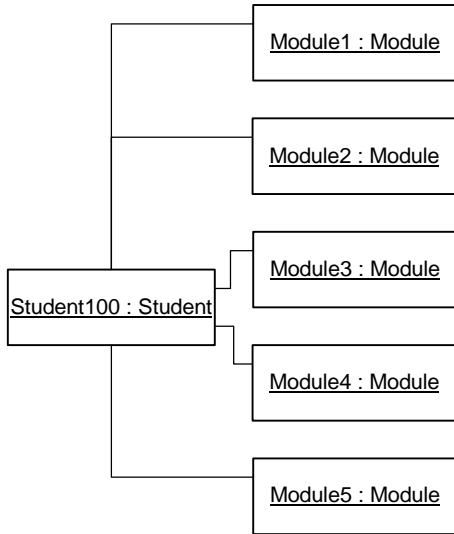 Module1 : Module
Module2 : Module
Module3 : Module
Student100 : Student
Module4 : Module
Module5 : Module